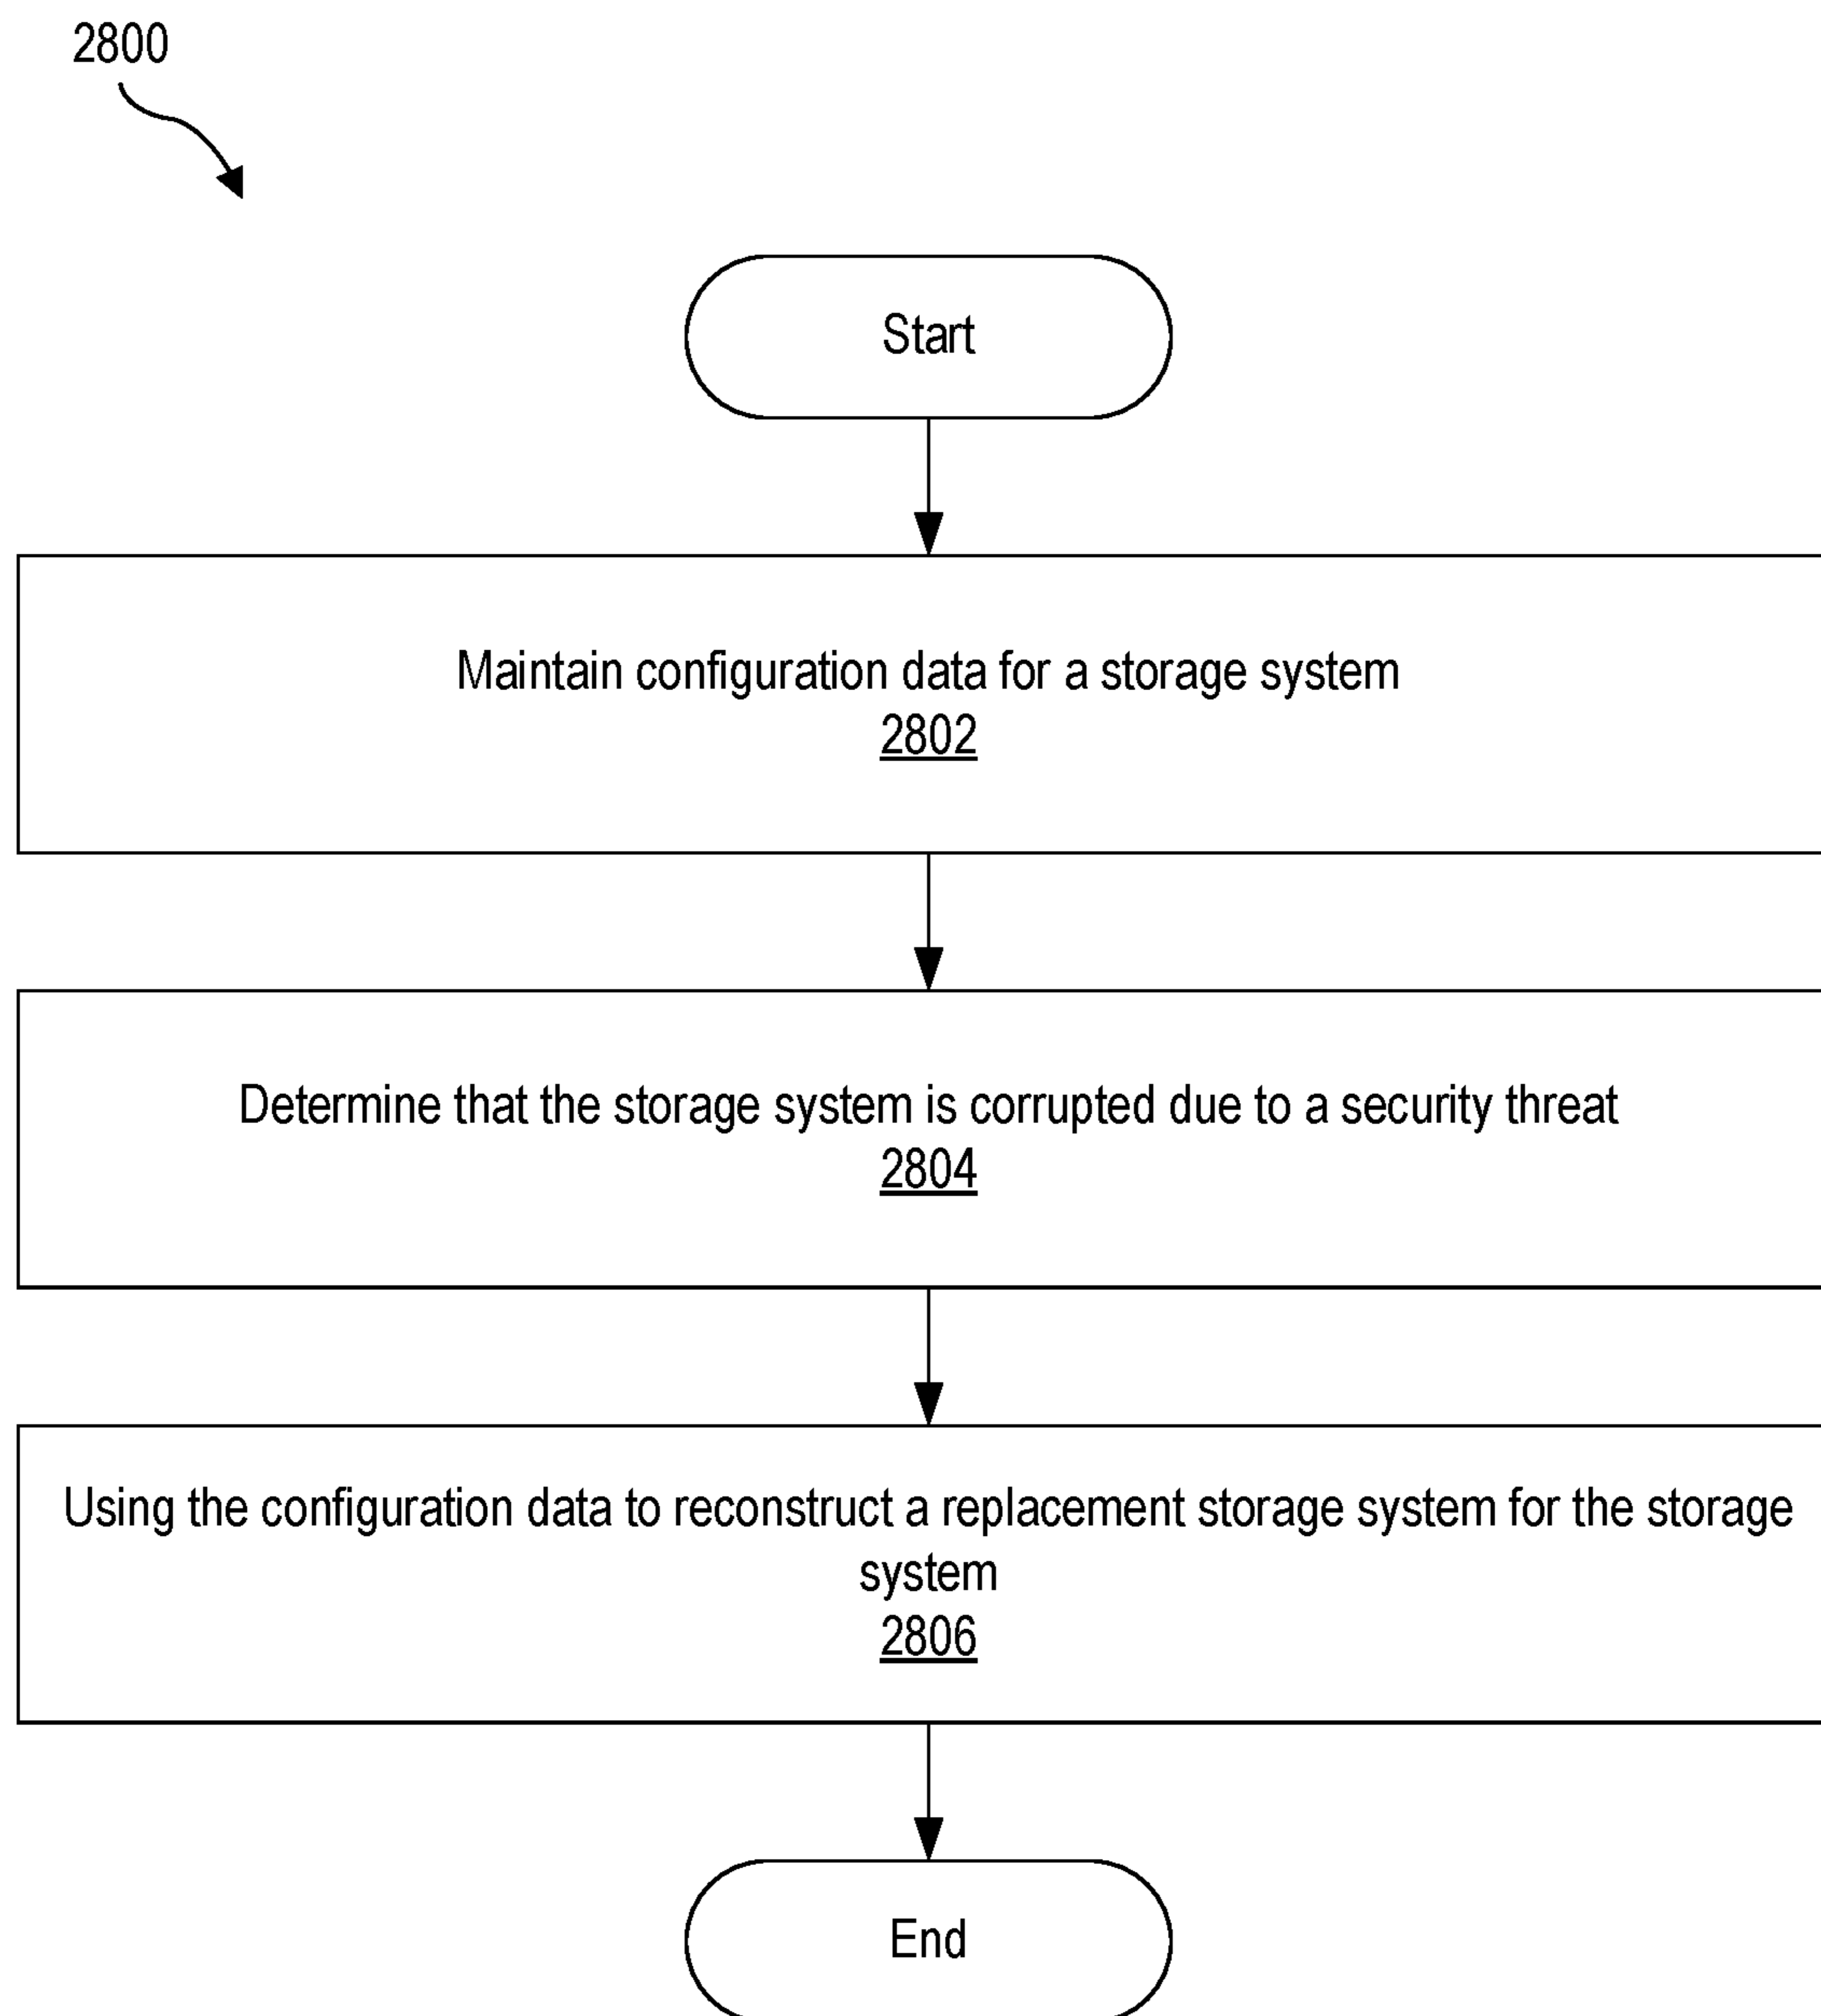 2800
Start
Maintain configuration data for a storage system
2802
Determine that the storage system is corrupted due to a security threat
2804
Using the configuration data to reconstruct a replacement storage system for the storage
system
2806
End